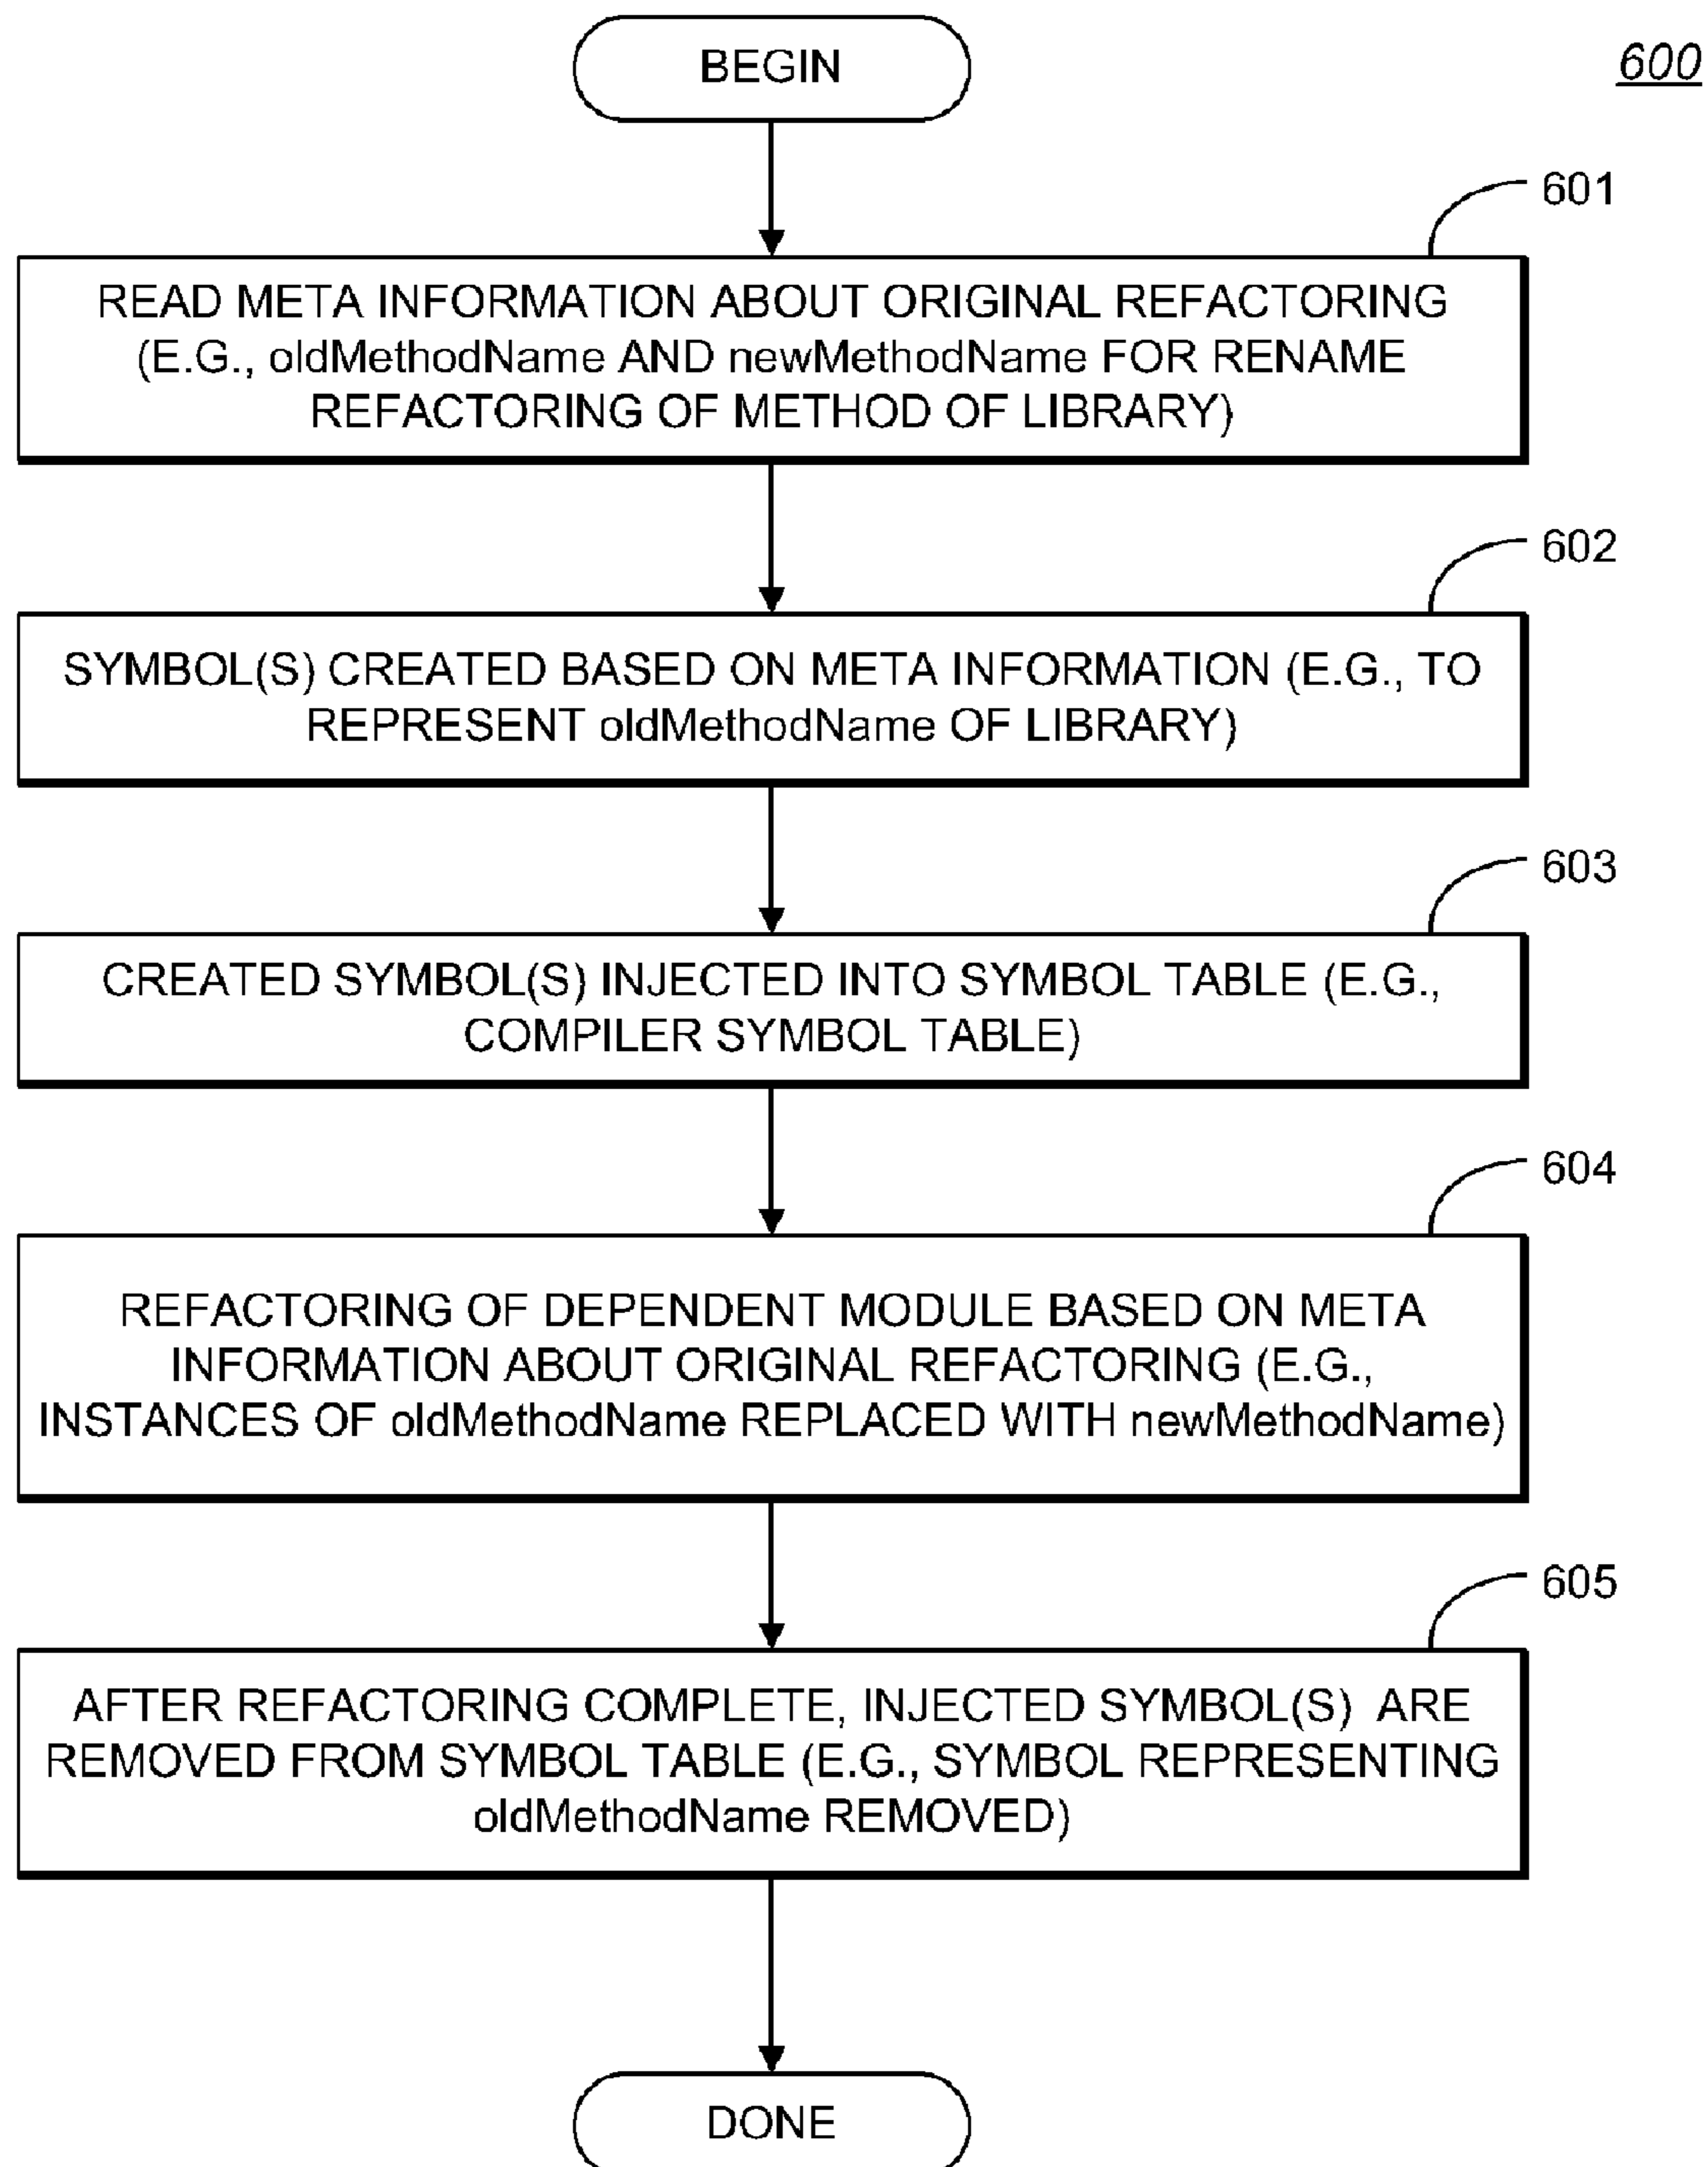 BEGIN
600
601
READ META INFORMATION ABOUT ORIGINAL REFACTORING
(E.G., oldMethodName AND newMethodName FOR RENAME
REFACTORING OF METHOD OF LIBRARY)
602
SYMBOL(S) CREATED BASED ON META INFORMATION (E.G., TO
REPRESENT oldMethodName OF LIBRARY)
603
CREATED SYMBOL(S) INJECTED INTO SYMBOL TABLE (E.G.,
COMPILER SYMBOL TABLE)
604
REFACTORING OF DEPENDENT MODULE BASED ON META
INFORMATION ABOUT ORIGINAL REFACTORING (E.G.,
INSTANCES OF oldMethodName REPLACED WITH newMethodName)
605
AFTER REFACTORING COMPLETE, INJECTED SYMBOL(S) ARE
REMOVED FROM SYMBOL TABLE (E.G., SYMBOL REPRESENTING
oldMethodName REMOVED)
DONE